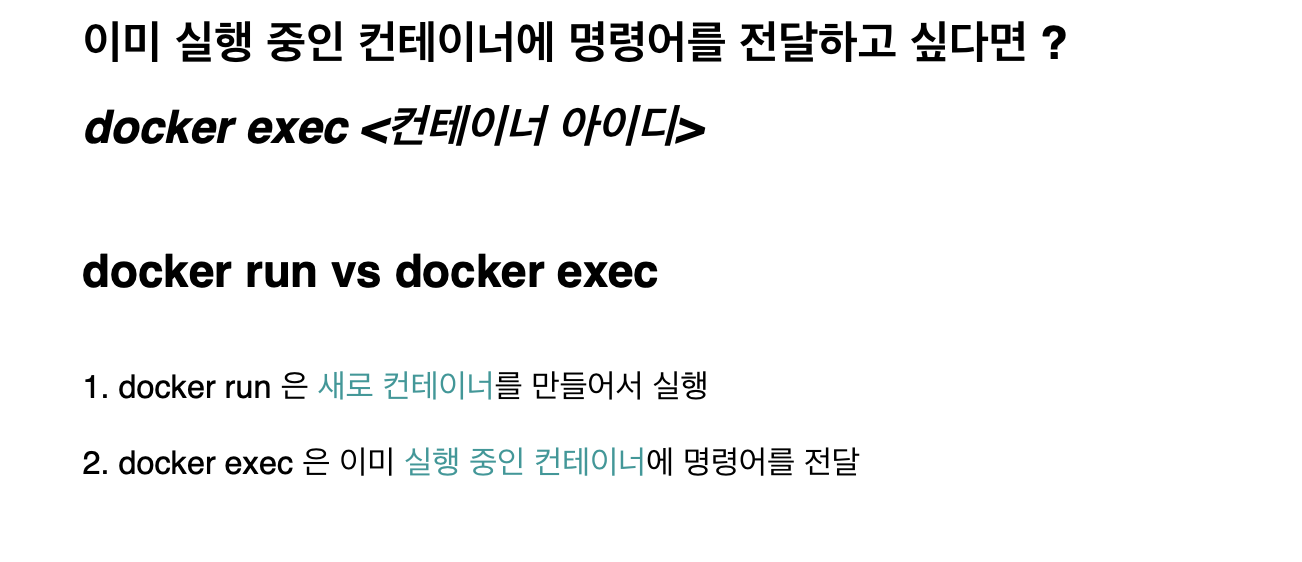 이미 실행 중인 컨테이너에 명령어를 전달하고 싶다면 ?
docker exec <컨테이너 아이디>
docker run vs docker exec
1. docker run 은 새로 컨테이너를 만들어서 실행
2. docker exec 은 이미 실행 중인 컨테이너에 명령어를 전달